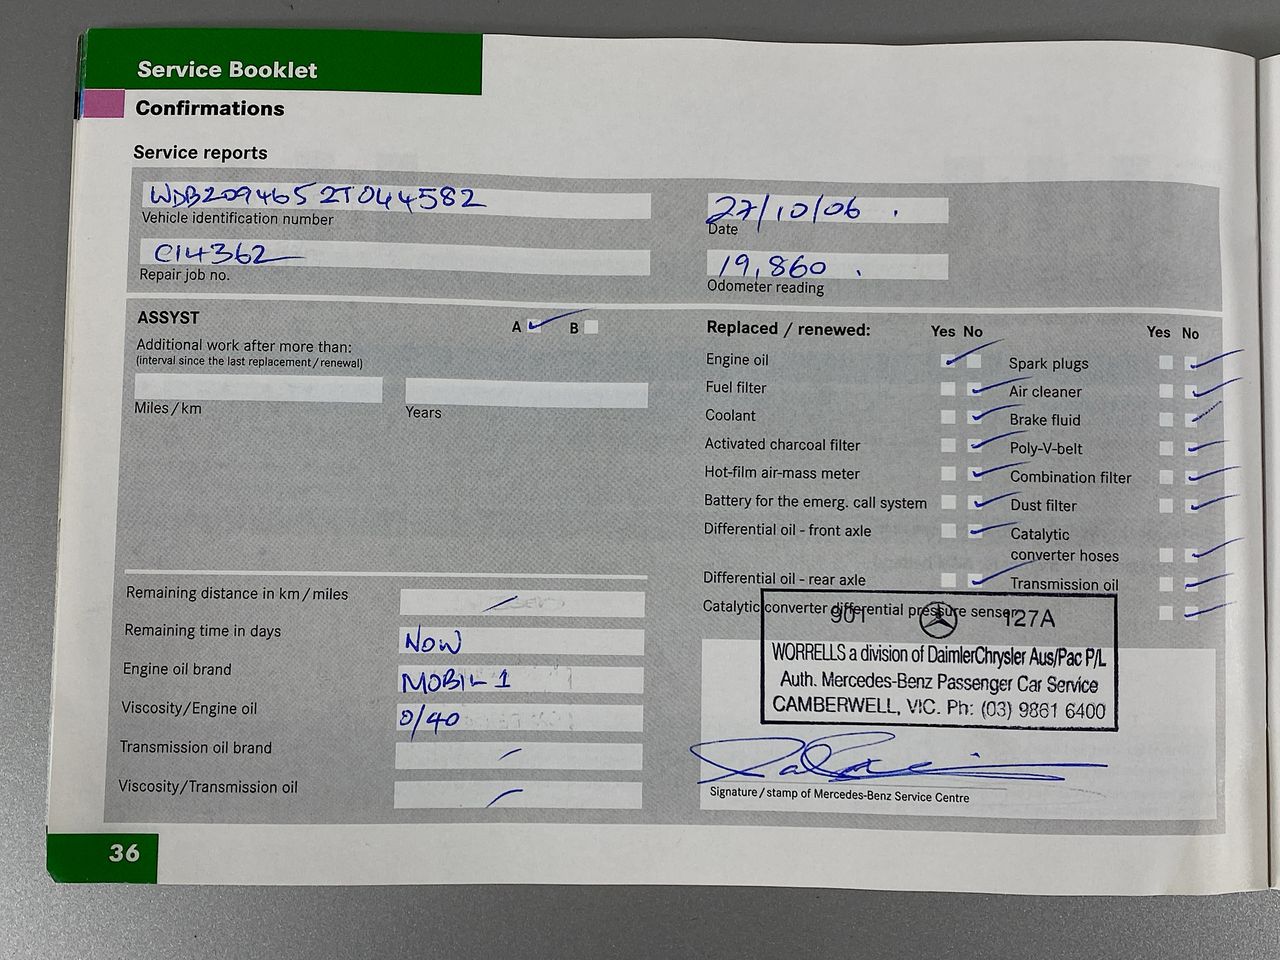 Service Booklet
Confirmations
Service reports
WDB2094652T044582
Vehicle identification number
27/10/06 .
Date
C14362
Repair job no.
19,860 .
Odometer reading
ASSYST
A B
Additional work after more than:
(interval since the last replacement / renewal)
Miles / km
Years
Replaced / renewed: Yes No
Engine oil
Fuel filter
Coolant
Activated charcoal filter
Hot-film air-mass meter
Battery for the emerg. call system
Differential oil - front axle
Differential oil - rear axle
Catalytic converter differential pressure senser
Yes No
Spark plugs
Air cleaner
Brake fluid
Poly-V-belt
Combination filter
Dust filter
Catalytic
converter hoses
Transmission oil
Remaining distance in km / miles
Remaining time in days NOW
Engine oil brand MOBIL 1
Viscosity/Engine oil 0/40
Transmission oil brand
Viscosity/Transmission oil
901 127A
WORRELLS a division of DaimlerChrysler Aus/Pac P/L
Auth. Mercedes-Benz Passenger Car Service
CAMBERWELL, VIC. Ph: (03) 9861 6400
Signature / stamp of Mercedes-Benz Service Centre
36